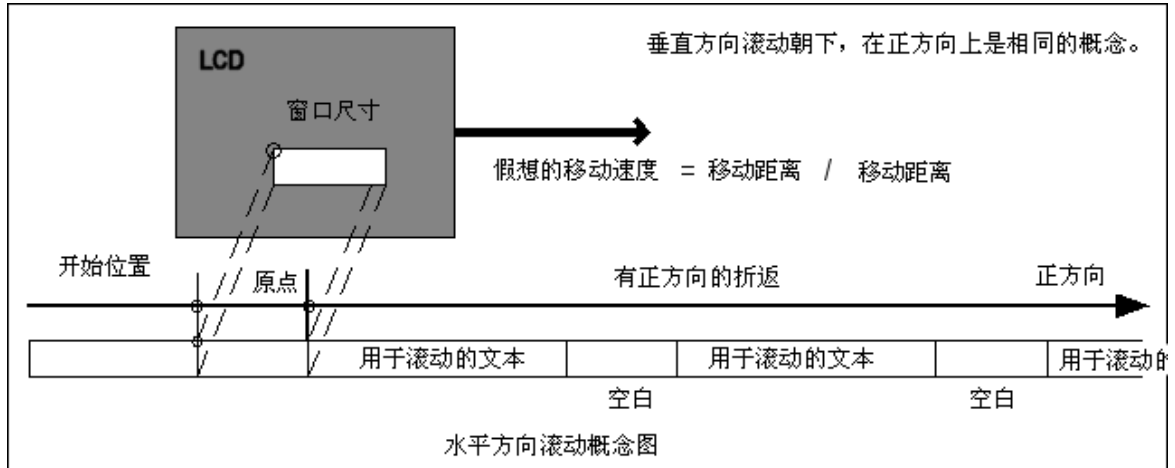 垂直方向滚动朝下，在正方向上是相同的概念。
LCD
窗口尺寸
假想的移动速度 = 移动距离 / 移动距离
开始位置 原点 有正方向的折返 正方向
用于滚动的文本 用于滚动的文本 用于滚动的
空白 空白
水平方向滚动概念图